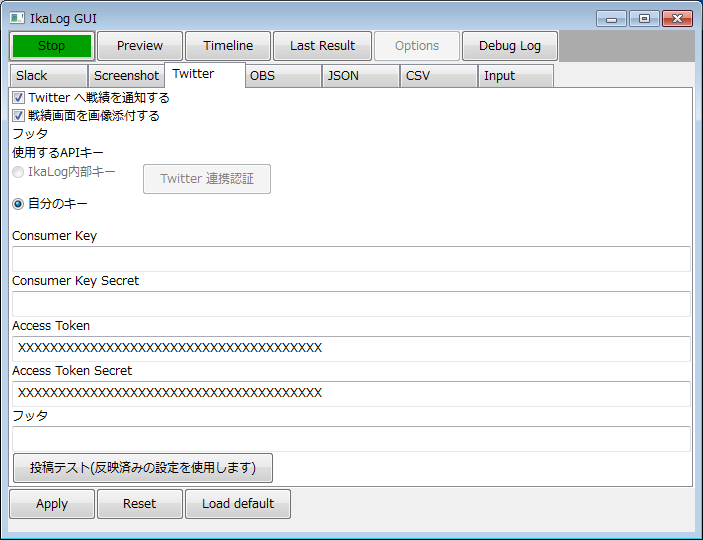 IkaLog GUI
Stop Preview Timeline Last Result Options Debug Log
Slack Screenshot Twitter OBS JSON CSV Input
Twitter へ戦績を通知する
戦績画面を画像添付する
フッタ
使用するAPIキー
IkaLog内部キー Twitter 連携認証
自分のキー
Consumer Key
Consumer Key Secret
Access Token
XXXXXXXXXXXXXXXXXXXXXXXXXXXXXXXXXXXXXX
Access Token Secret
XXXXXXXXXXXXXXXXXXXXXXXXXXXXXXXXXXXXXX
フッタ
投稿テスト(反映済みの設定を使用します)
Apply Reset Load default